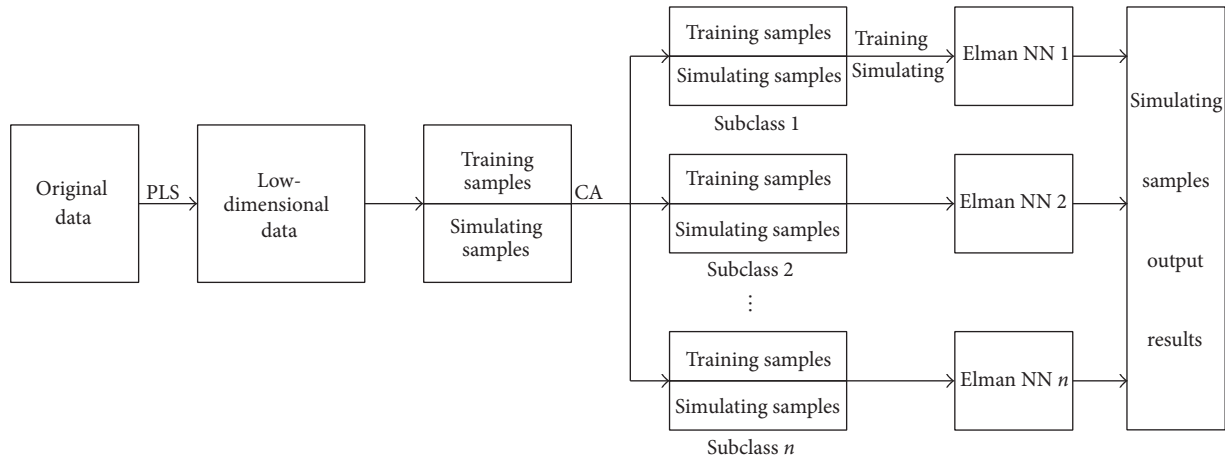 Original
data
PLS
Low-
dimensional
data
Training
samples
Simulating
samples
CA
Training samples
Simulating samples
Subclass 1
Training
Simulating
Elman NN 1
Training samples
Simulating samples
Subclass 2
Elman NN 2
⋮
Training samples
Simulating samples
Subclass n
Elman NN n
Simulating
samples
output
results